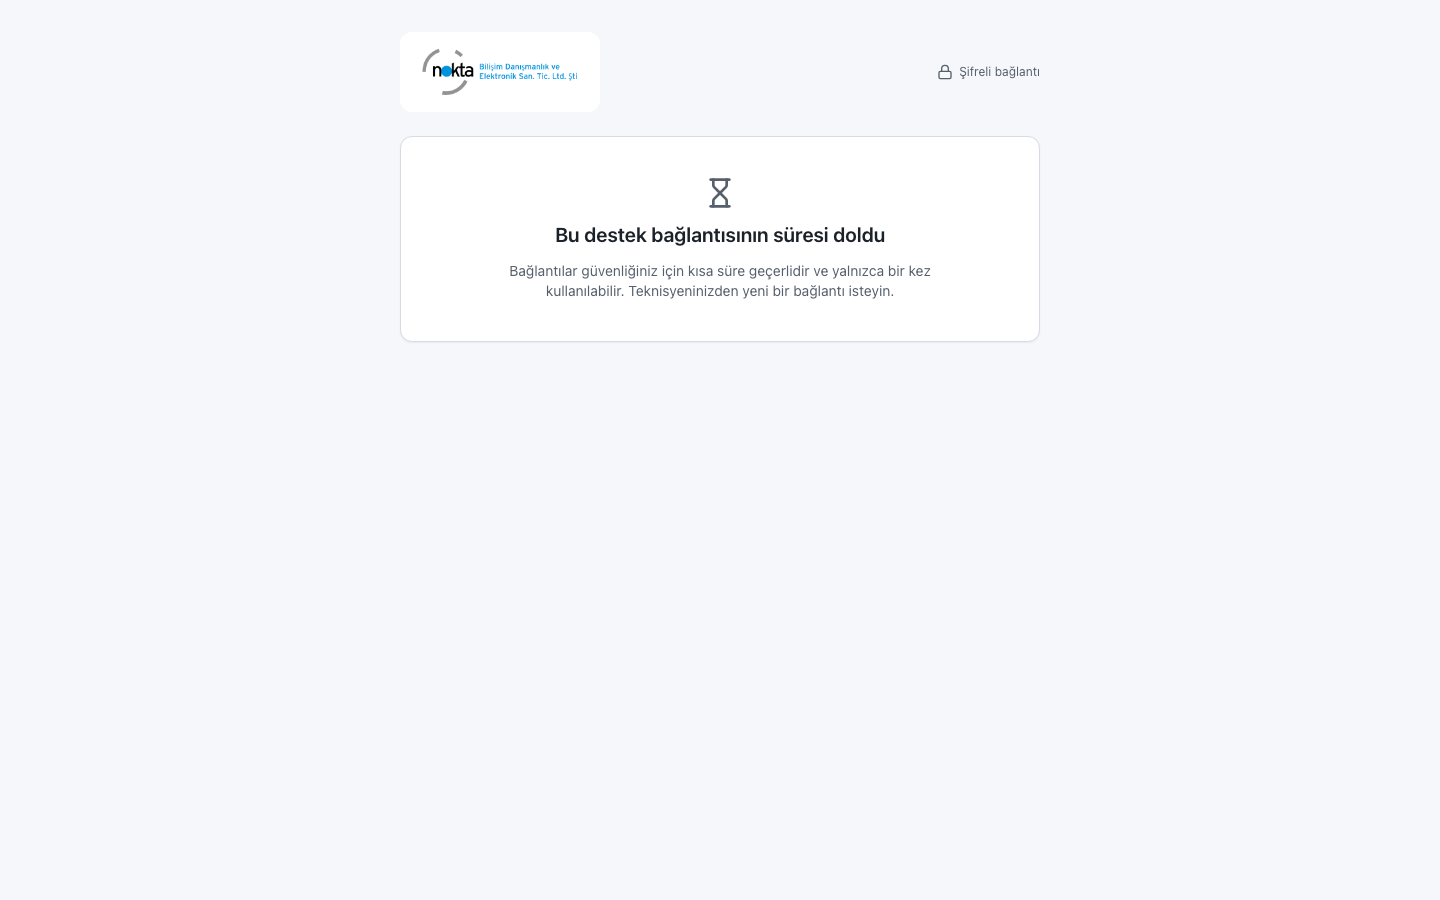 nokta
Bilişim Danışmanlık ve
Elektronik San. Tic. Ltd. Şti
Şifreli bağlantı
Bu destek bağlantısının süresi doldu
Bağlantılar güvenliğiniz için kısa süre geçerlidir ve yalnızca bir kez
kullanılabilir. Teknisyeninizden yeni bir bağlantı isteyin.